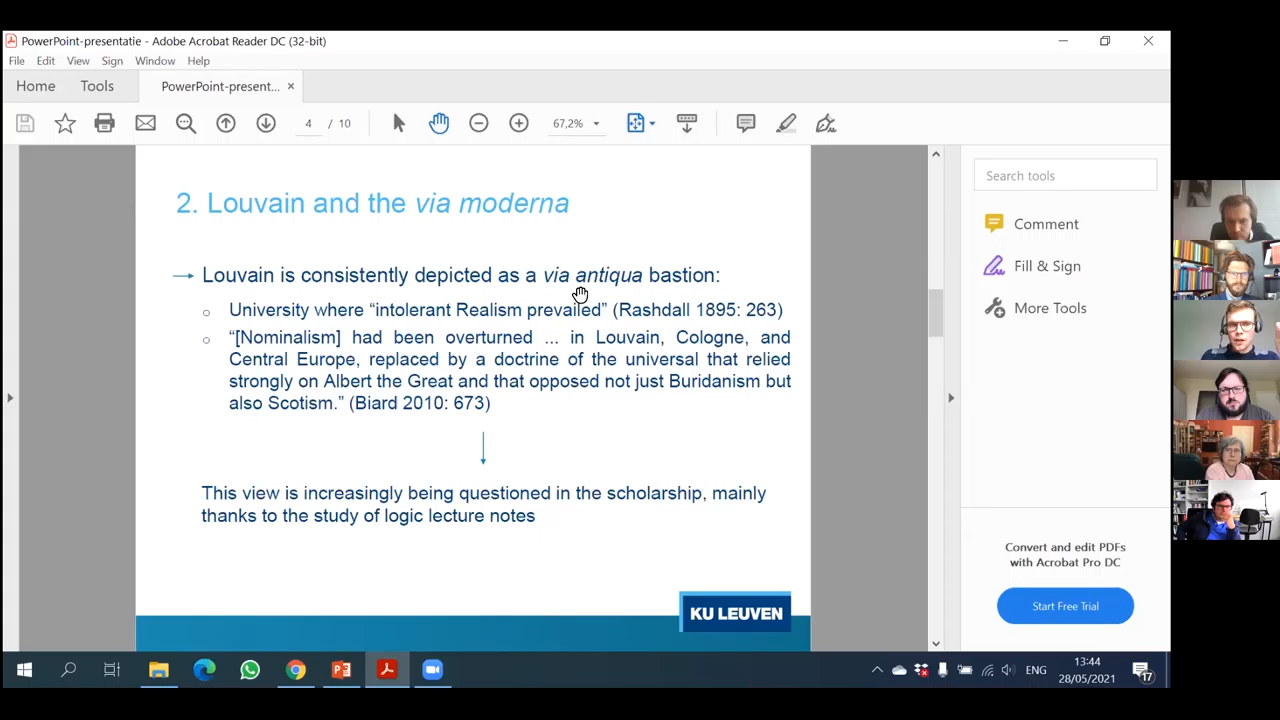 PowerPoint-presentatie - Adobe Acrobat Reader DC (32-bit)
File Edit View Sign Window Help
Home Tools PowerPoint-present... ×
4 / 10 67,2%
2. Louvain and the via moderna
Louvain is consistently depicted as a via antiqua bastion:
University where “intolerant Realism prevailed” (Rashdall 1895: 263)
“[Nominalism] had been overturned ... in Louvain, Cologne, and
Central Europe, replaced by a doctrine of the universal that relied
strongly on Albert the Great and that opposed not just Buridanism but
also Scotism.” (Biard 2010: 673)
This view is increasingly being questioned in the scholarship, mainly
thanks to the study of logic lecture notes
KU LEUVEN
Search tools
Comment
Fill & Sign
More Tools
Convert and edit PDFs
with Acrobat Pro DC
Start Free Trial
ENG
13:44
28/05/2021
17